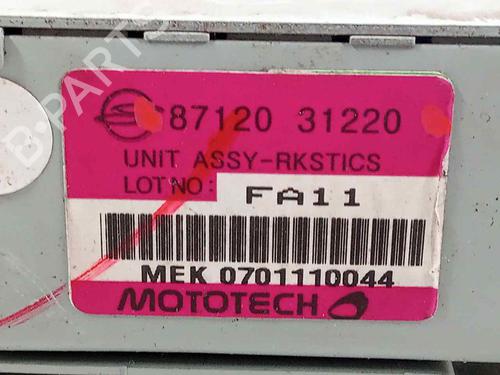 B-PARTS
87120 31220
UNIT ASSY-RKSTICS
LOT NO: FA11
MEK 0701110044
MOTOTECH